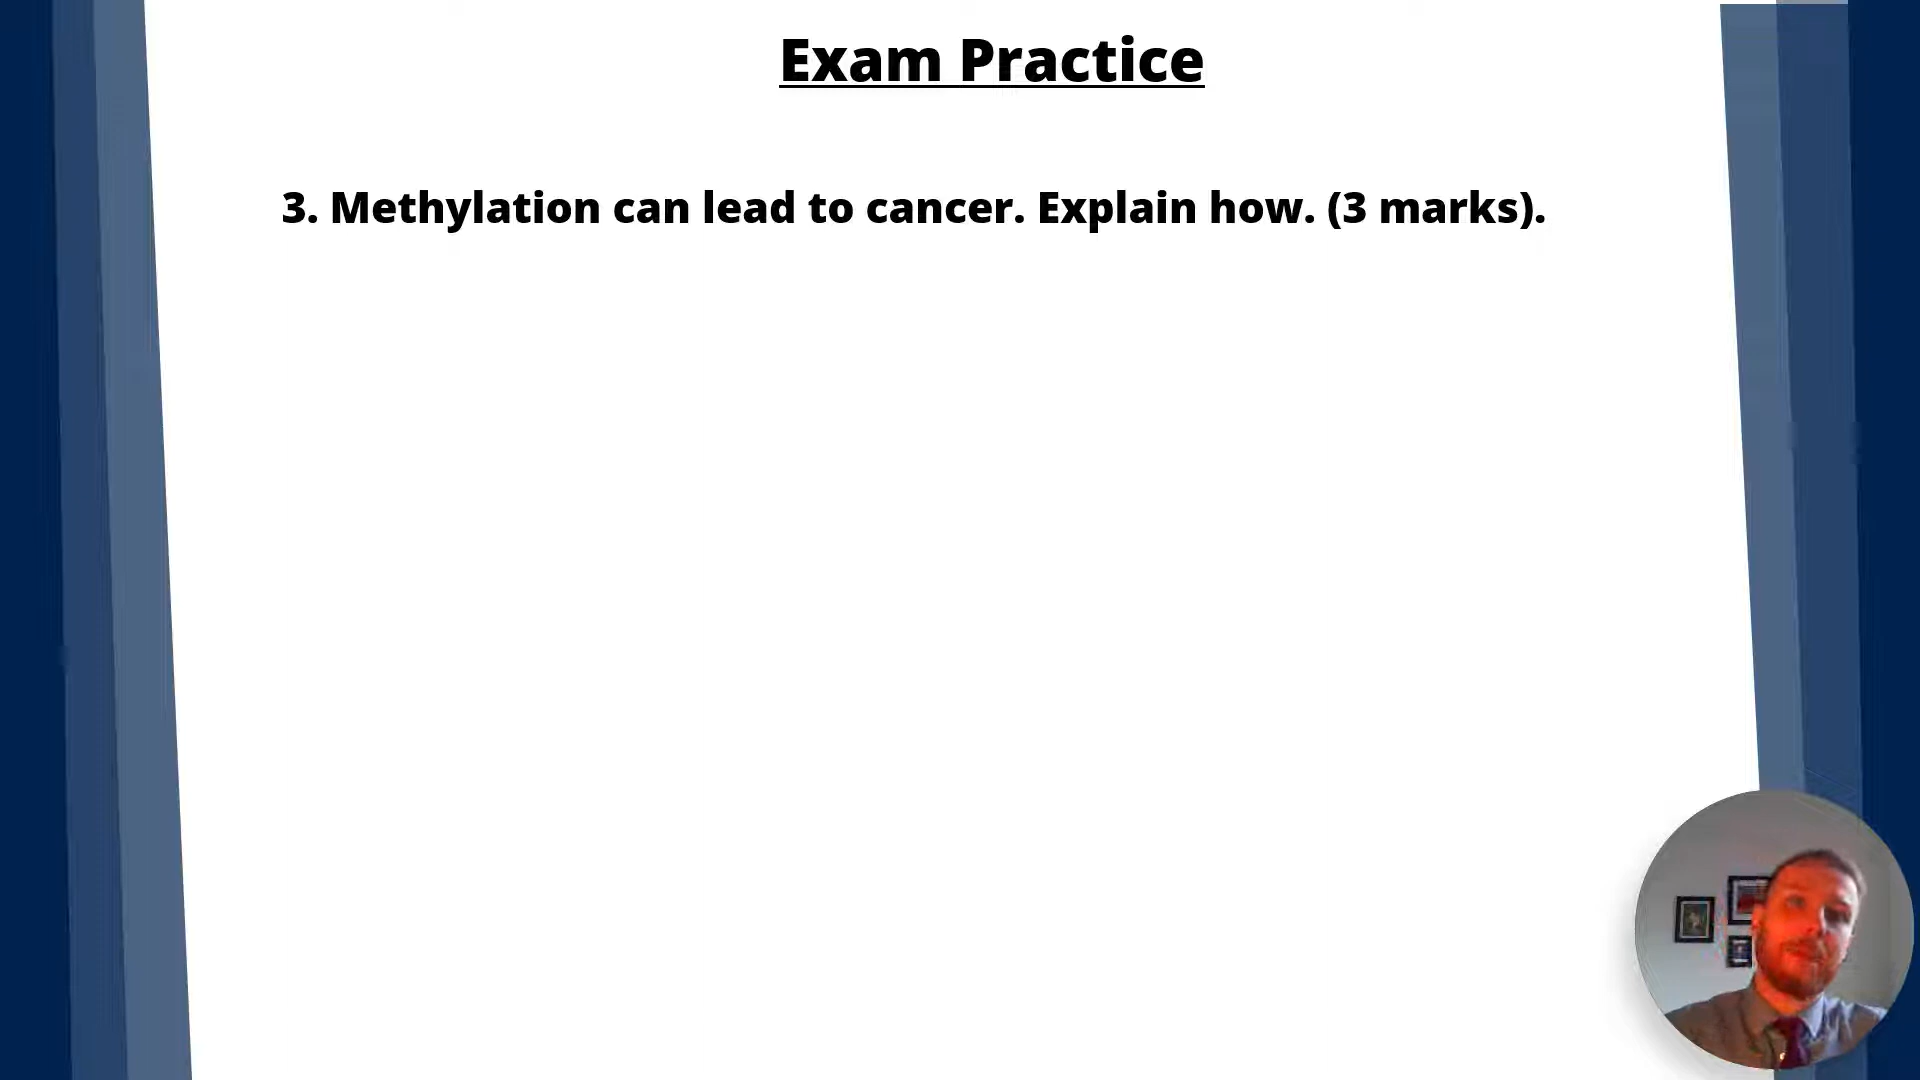 Exam Practice
3. Methylation can lead to cancer. Explain how. (3 marks).